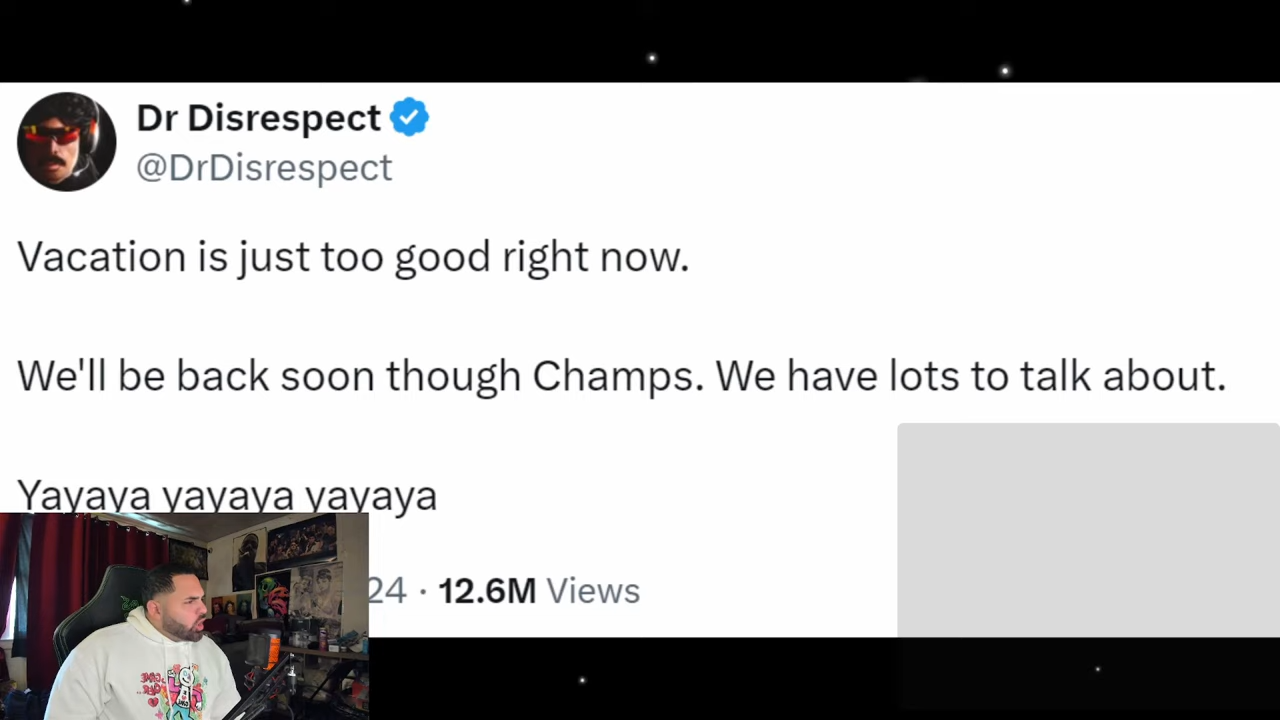 Dr Disrespect
@DrDisrespect
Vacation is just too good right now.
We'll be back soon though Champs. We have lots to talk about.
Yayaya yayaya yayaya
24 · 12.6M Views